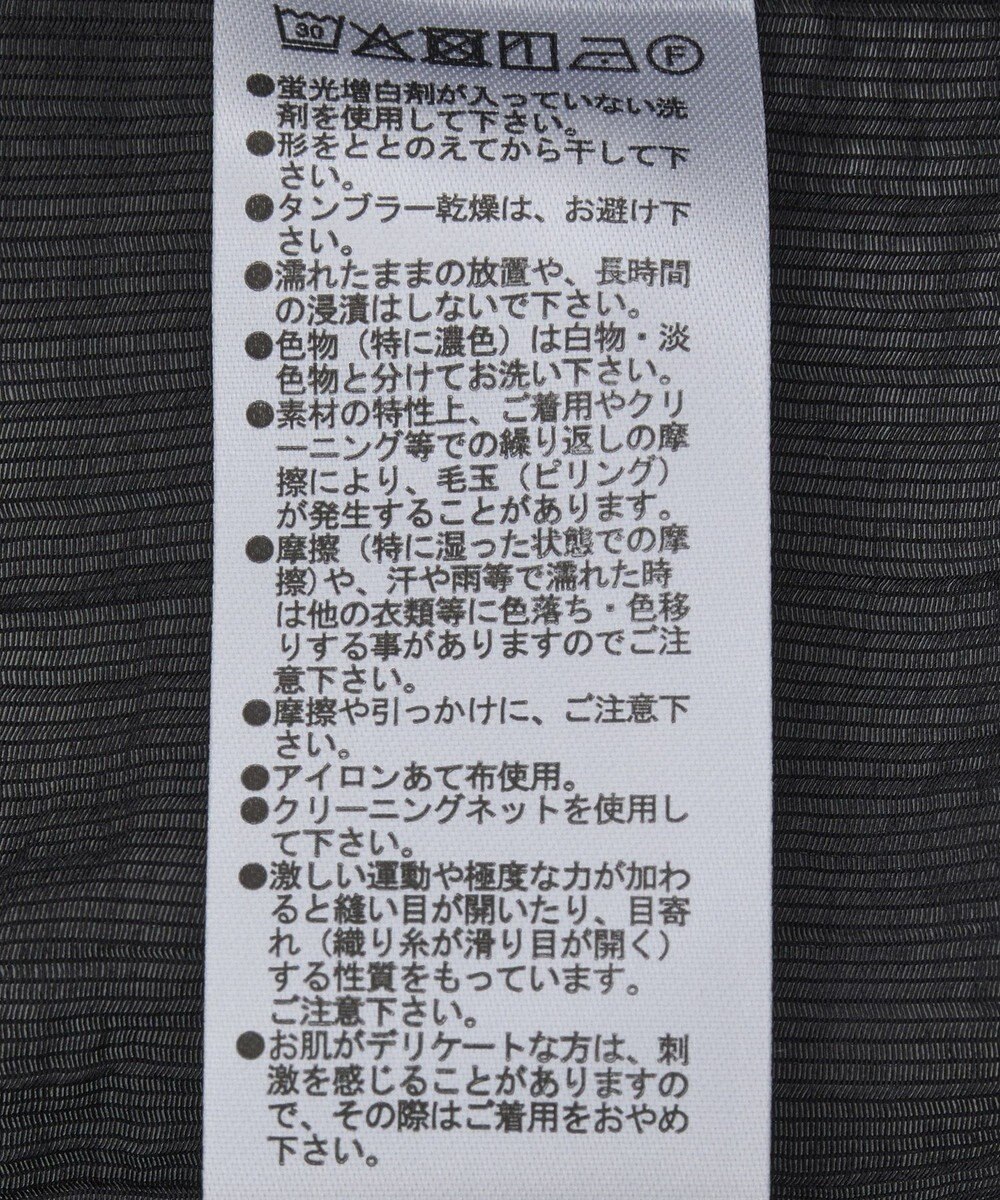 30 F
●蛍光増白剤が入っていない洗
剤を使用して下さい。
●形をととのえてから干して下
さい。
●タンブラー乾燥は、お避け下
さい。
●濡れたままの放置や、長時間
の浸漬はしないで下さい。
●色物（特に濃色）は白物・淡
色物と分けてお洗い下さい。
●素材の特性上、ご着用やクリ
ーニング等での繰り返しの摩
擦により、毛玉（ピリング）
が発生することがあります。
●摩擦（特に湿った状態での摩
擦）や、汗や雨等で濡れた時
は他の衣類等に色落ち・色移
りする事がありますのでご注
意下さい。
●摩擦や引っかけに、ご注意下
さい。
●アイロンあて布使用。
●クリーニングネットを使用し
て下さい。
●激しい運動や極度な力が加わ
ると縫い目が開いたり、目寄
れ（織り糸が滑り目が開く）
する性質をもっています。
ご注意下さい。
●お肌がデリケートな方は、刺
激を感じることがありますの
で、その際はご着用をおやめ
下さい。